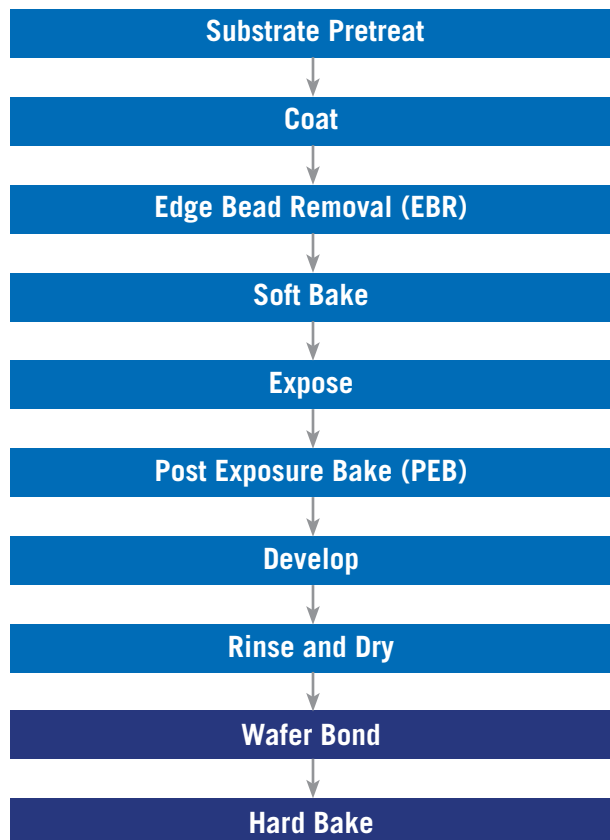 Substrate Pretreat
Coat
Edge Bead Removal (EBR)
Soft Bake
Expose
Post Exposure Bake (PEB)
Develop
Rinse and Dry
Wafer Bond
Hard Bake